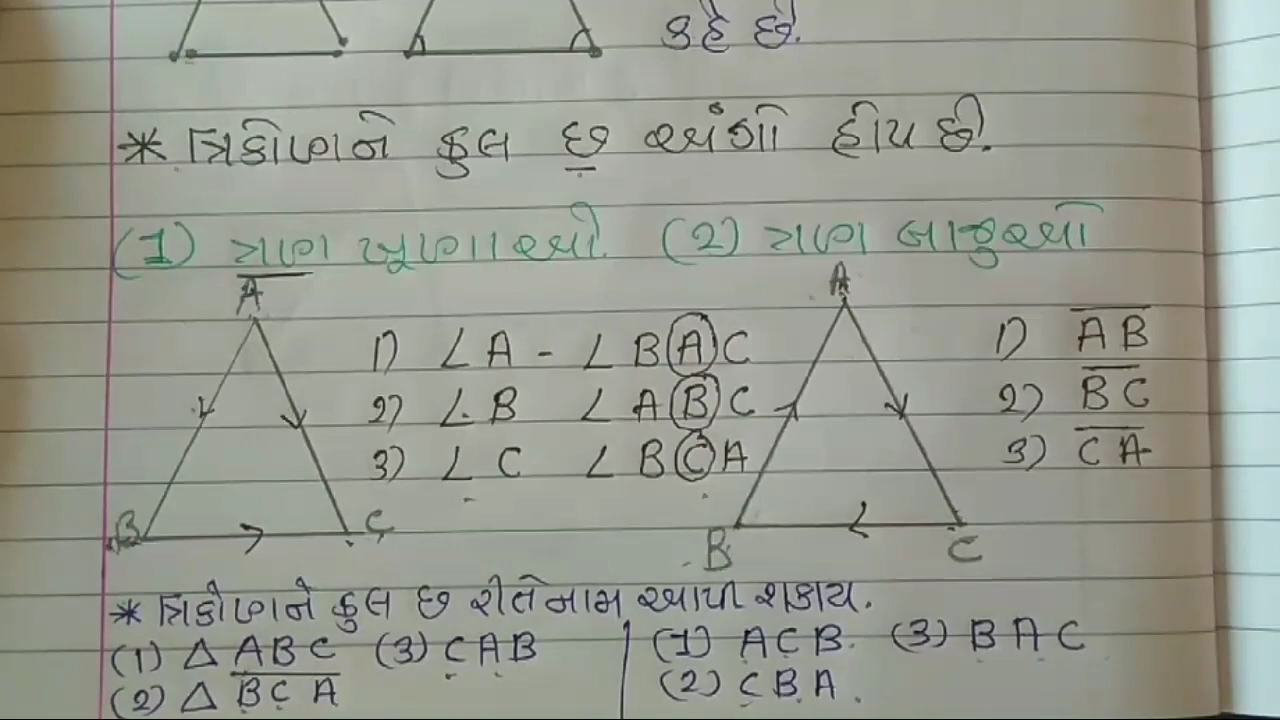 કહે છે.
* ત્રિકોણને કુલ છ અંગો હોય છે.
(1) ત્રણ ખૂણાઓ. (2) ત્રણ બાજુઓ
A
1) ∠A - ∠BAC
2) ∠B ∠ABC
3) ∠C ∠BCA
B C
A
1) AB
2) BC
3) CA
B C
* ત્રિકોણને કુલ છ રીતે નામ આપી શકાય.
(1) △ ABC (3) CAB
(2) △ BCA
(1) ACB. (3) BAC
(2) CBA.